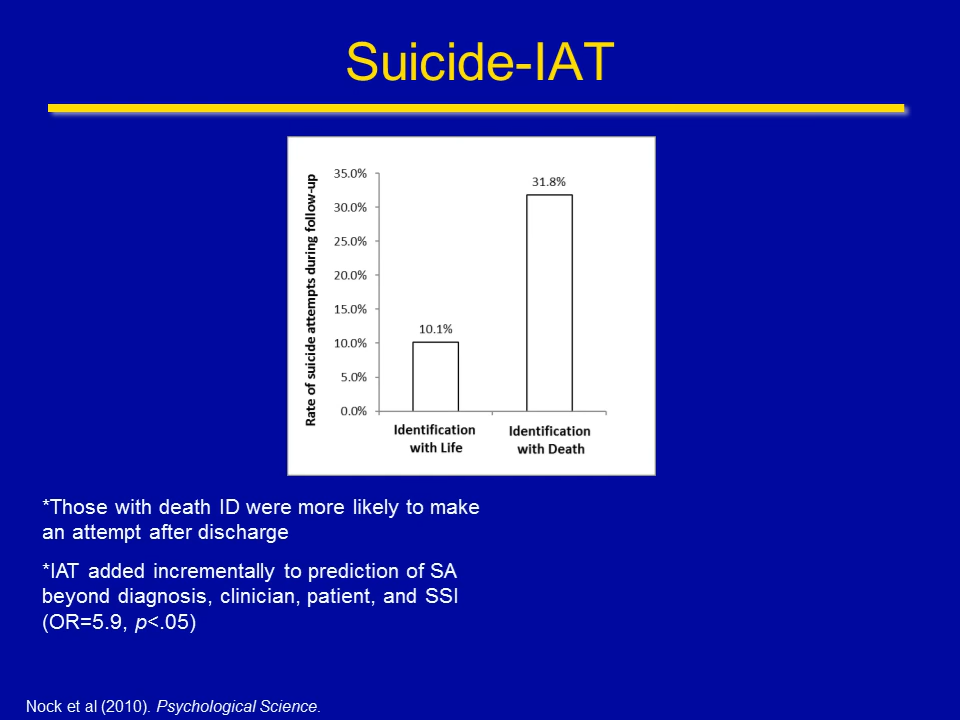 Suicide-IAT
Rate of suicide attempts during follow-up
35.0%
30.0%
25.0%
20.0%
15.0%
10.0%
5.0%
0.0%
10.1%
31.8%
Identification
with Life
Identification
with Death
*Those with death ID were more likely to make
an attempt after discharge
*IAT added incrementally to prediction of SA
beyond diagnosis, clinician, patient, and SSI
(OR=5.9, p<.05)
Nock et al (2010). Psychological Science.